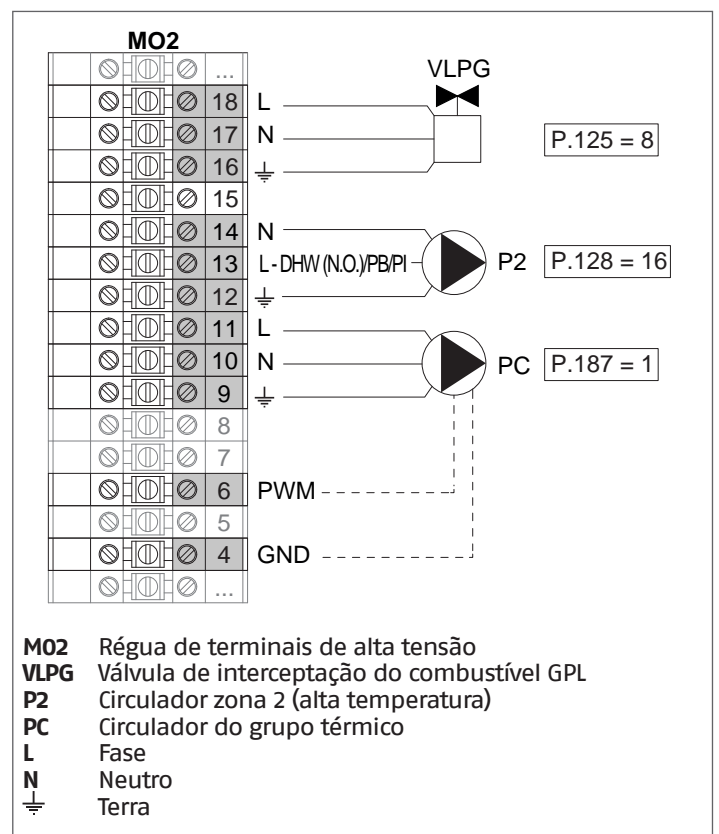 MO2
...
VLPG
18 L
17 N P.125 = 8
16
15
14 N
13 L - DHW (N.O.)/PB/PI P2 P.128 = 16
12
11 L
10 N PC P.187 = 1
9
8
7
6 PWM
5
4 GND
...
M02 Régua de terminais de alta tensão
VLPG Válvula de interceptação do combustível GPL
P2 Circulador zona 2 (alta temperatura)
PC Circulador do grupo térmico
L Fase
N Neutro
Terra